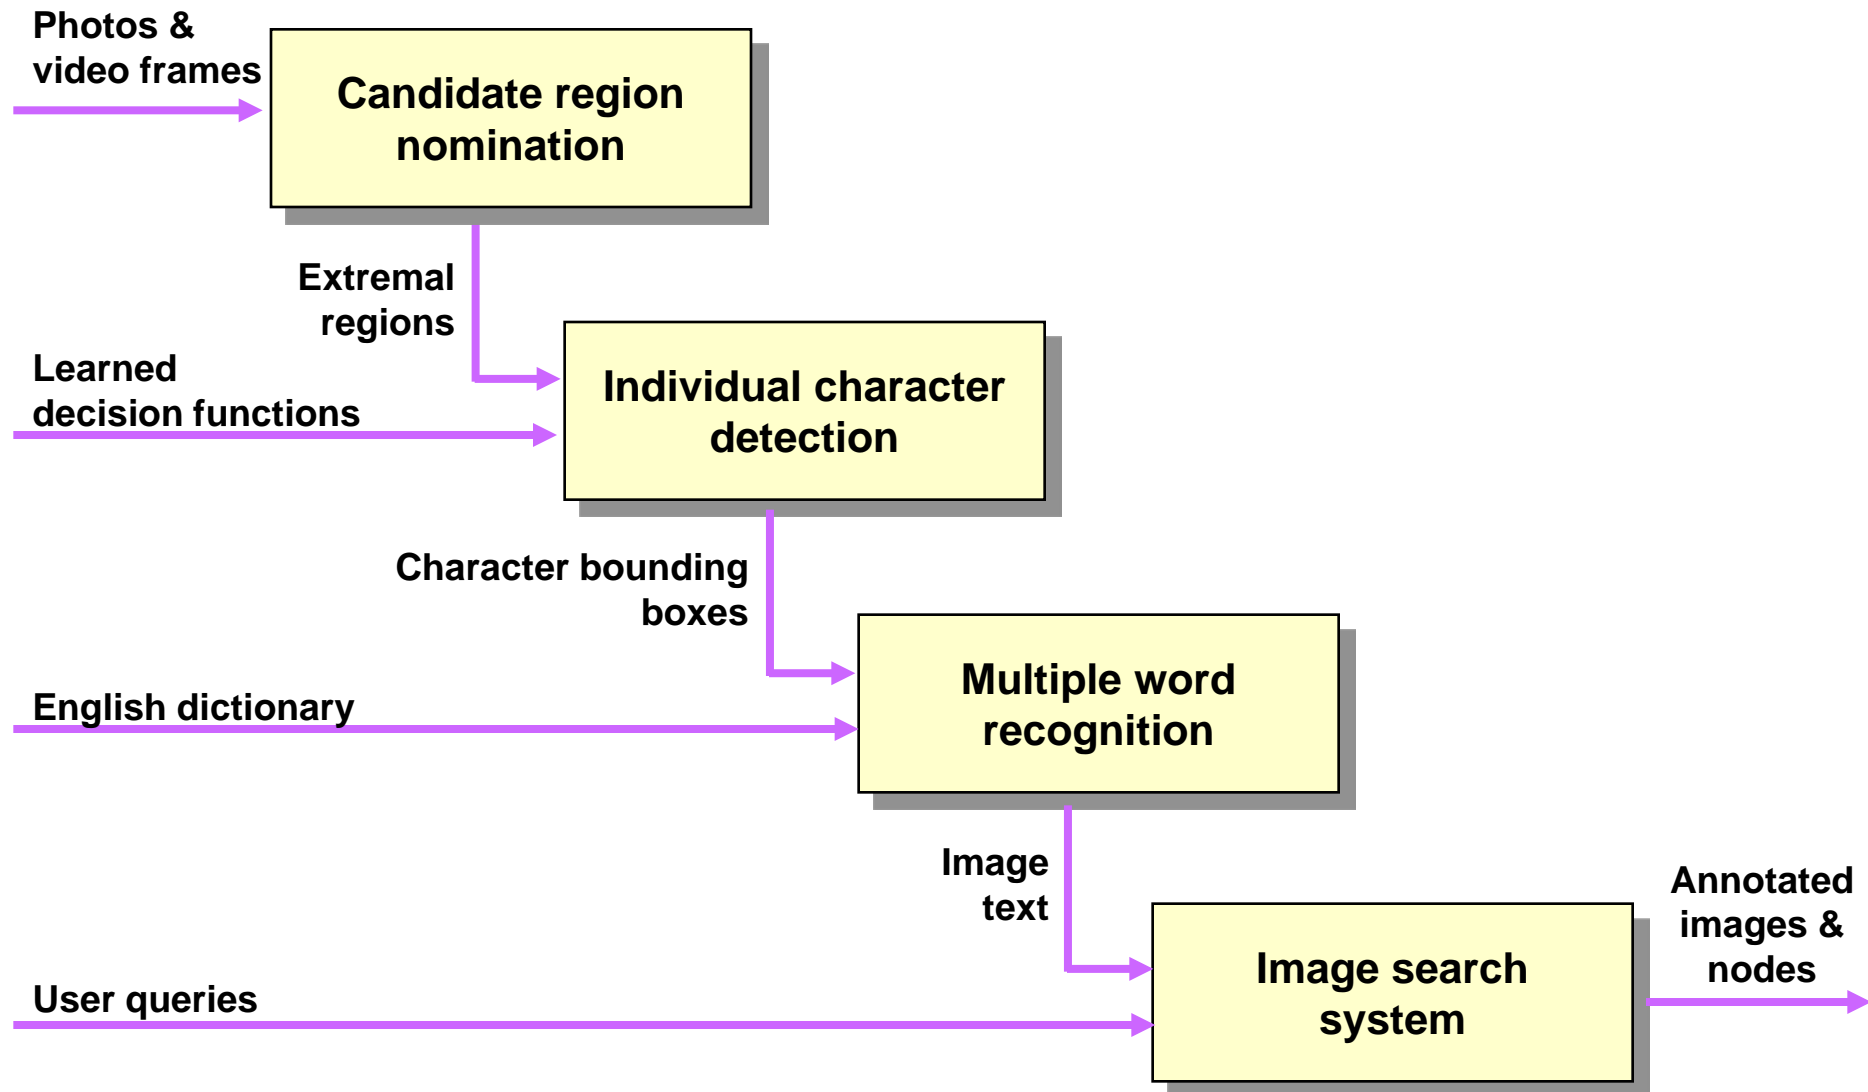 Photos &
video frames
Candidate region
nomination
Extremal
regions
Learned
decision functions
Individual character
detection
Character bounding
boxes
English dictionary
Multiple word
recognition
Image
text
User queries
Image search
system
Annotated
images &
nodes